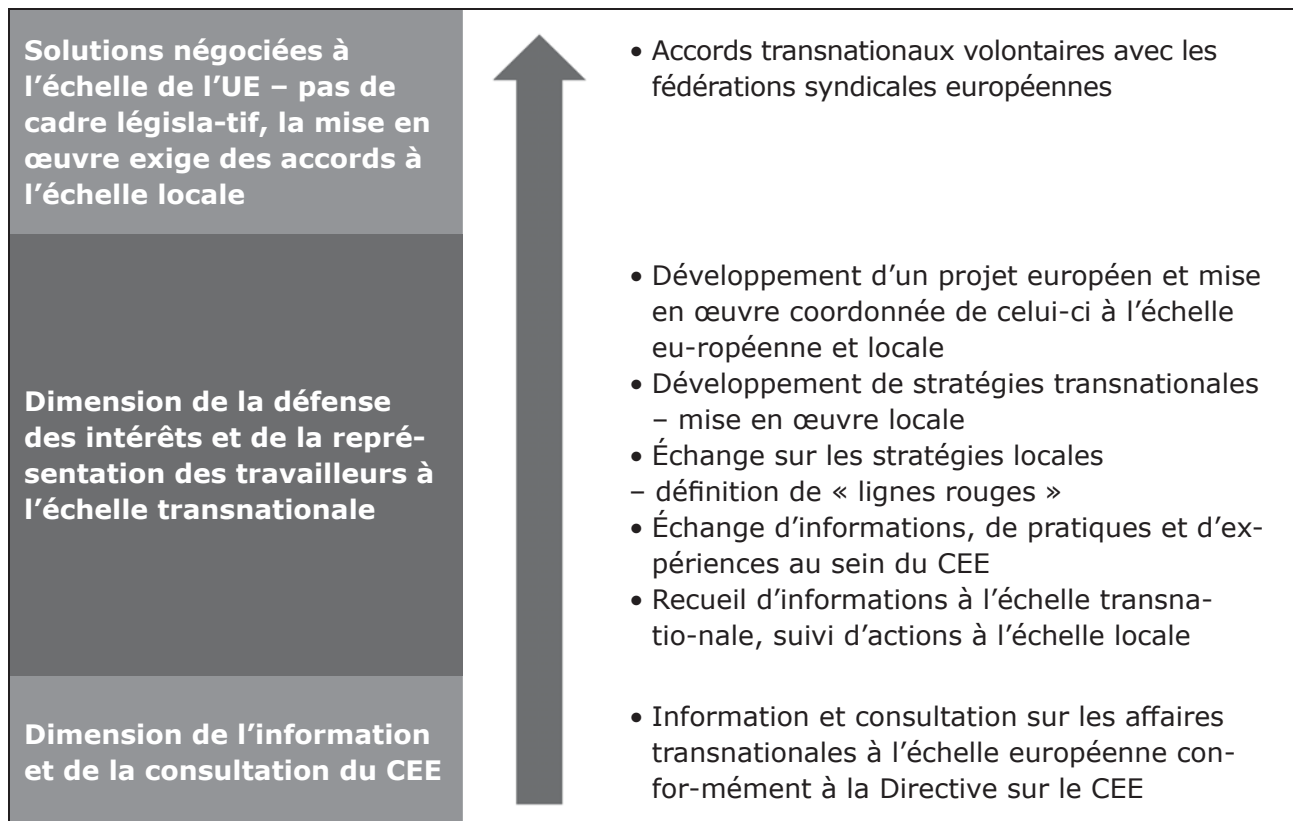 Solutions négociées à
l’échelle de l’UE – pas de
cadre législa-tif, la mise en
œuvre exige des accords à
l’échelle locale
• Accords transnationaux volontaires avec les
fédérations syndicales européennes
Dimension de la défense
des intérêts et de la repré-
sentation des travailleurs à
l’échelle transnationale
• Développement d’un projet européen et mise
en œuvre coordonnée de celui-ci à l’échelle
eu-ropéenne et locale
• Développement de stratégies transnationales
– mise en œuvre locale
• Échange sur les stratégies locales
– définition de « lignes rouges »
• Échange d’informations, de pratiques et d’ex-
périences au sein du CEE
• Recueil d’informations à l’échelle transna-
tio-nale, suivi d’actions à l’échelle locale
Dimension de l’information
et de la consultation du CEE
• Information et consultation sur les affaires
transnationales à l’échelle européenne con-
for-mément à la Directive sur le CEE